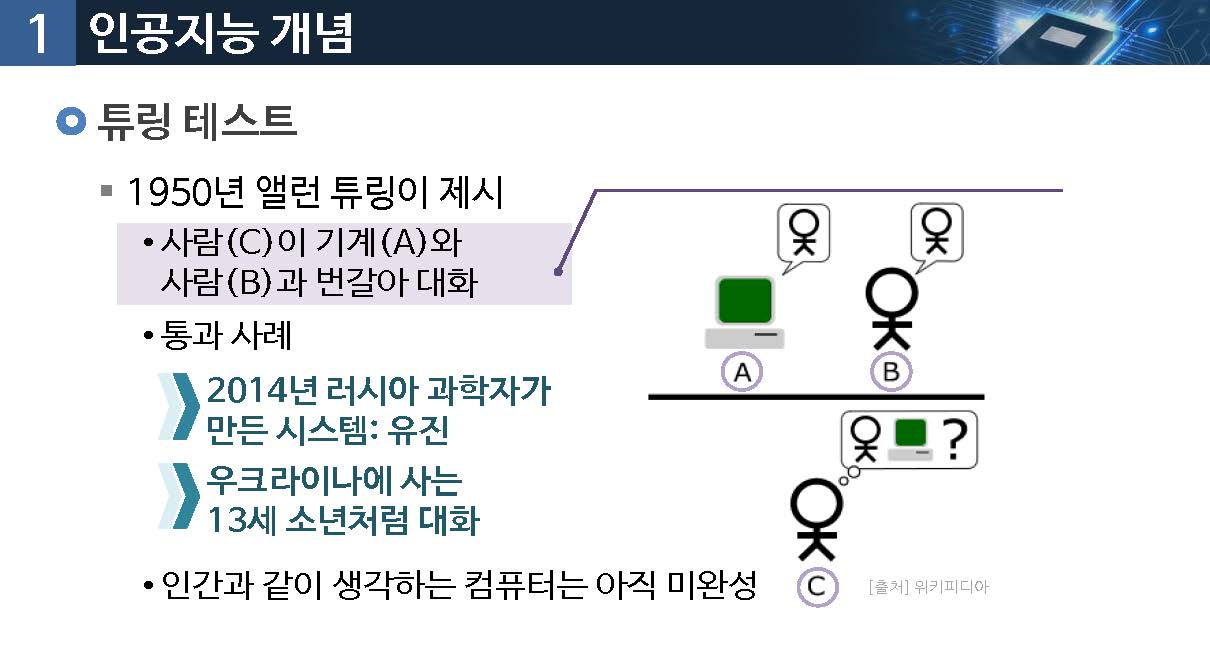 1 인공지능 개념
튜링 테스트
1950년 앨런 튜링이 제시
•사람(C)이 기계(A)와
사람(B)과 번갈아 대화
•통과 사례
2014년 러시아 과학자가
만든 시스템: 유진
우크라이나에 사는
13세 소년처럼 대화
•인간과 같이 생각하는 컴퓨터는 아직 미완성
A
B
?
C
[출처] 위키피디아